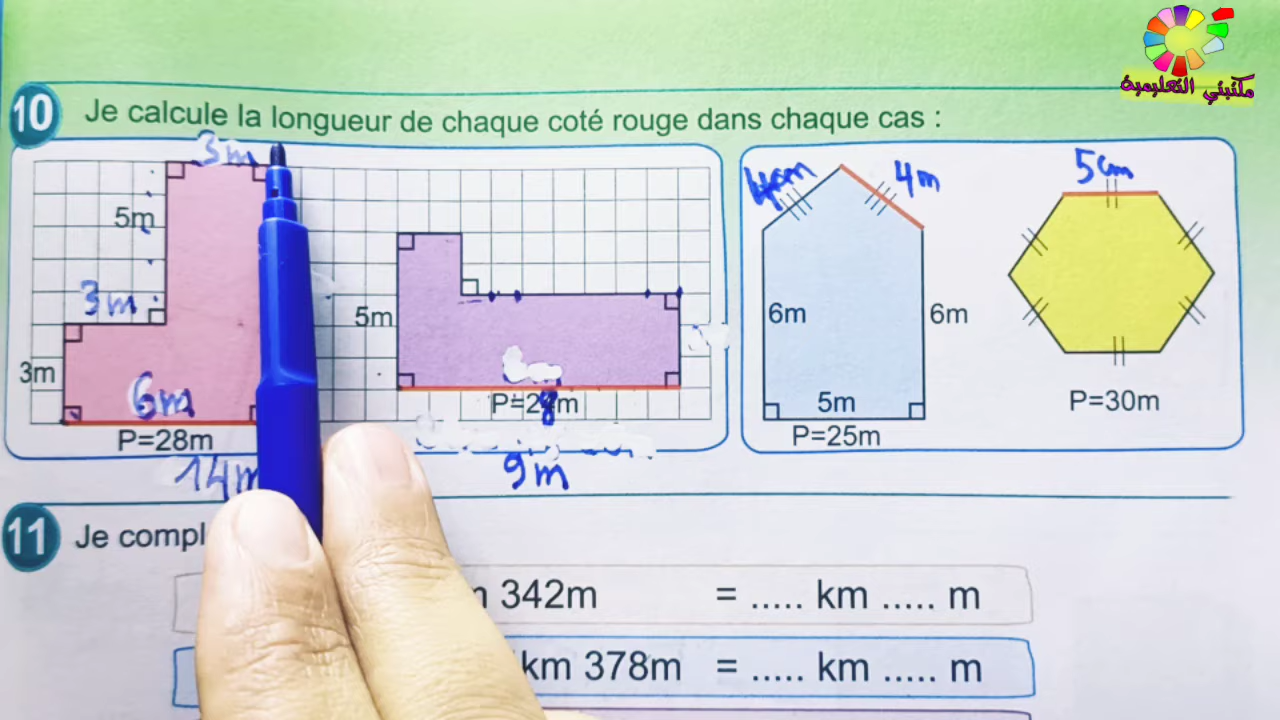 مكتبتي التعليمية
10 Je calcule la longueur de chaque coté rouge dans chaque cas :
3m
5m
3m
3m
6m
P=28m
14m
5m
9m
4m
4m
6m
6m
5m
P=25m
5cm
P=30m
11 Je compl
342m = ..... km ..... m
km 378m = ..... km ..... m